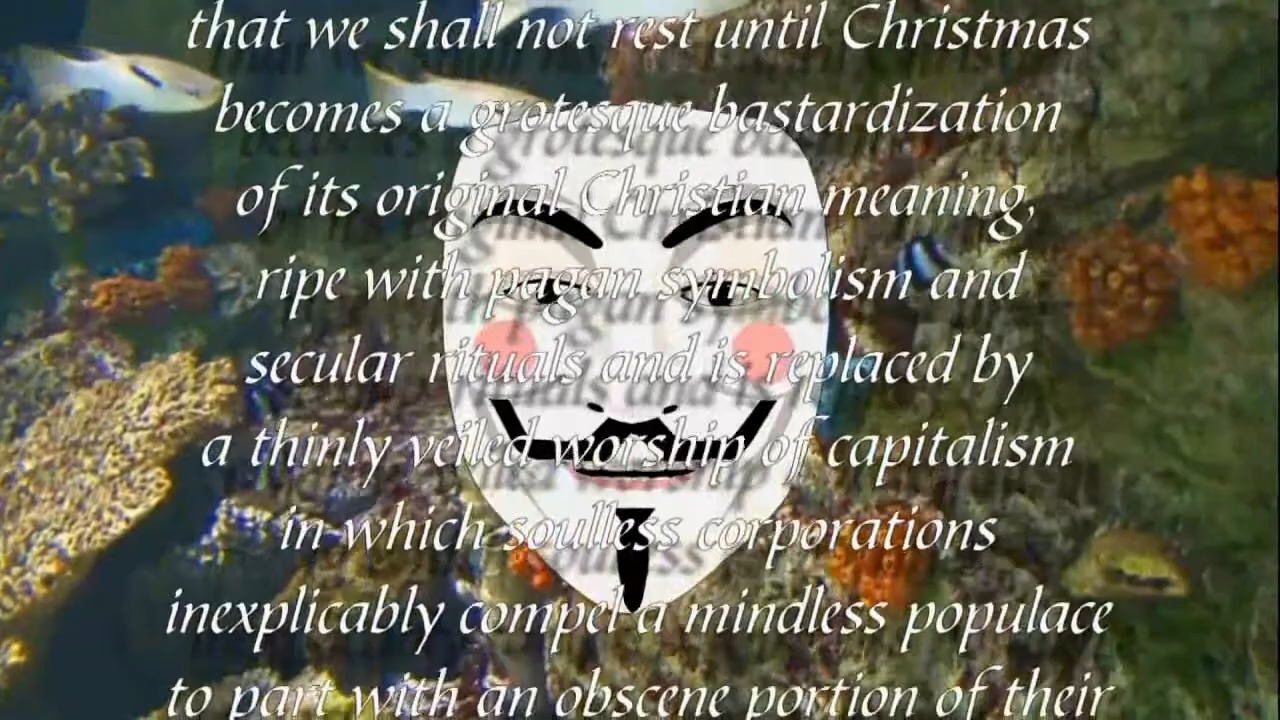 that we shall not rest until Christmas
becomes a grotesque bastardization
of its original Christian meaning,
ripe with pagan symbolism and
secular rituals and is replaced by
a thinly veiled worship of capitalism
in which soulless corporations
inexplicably compel a mindless populace
to part with an obscene portion of their